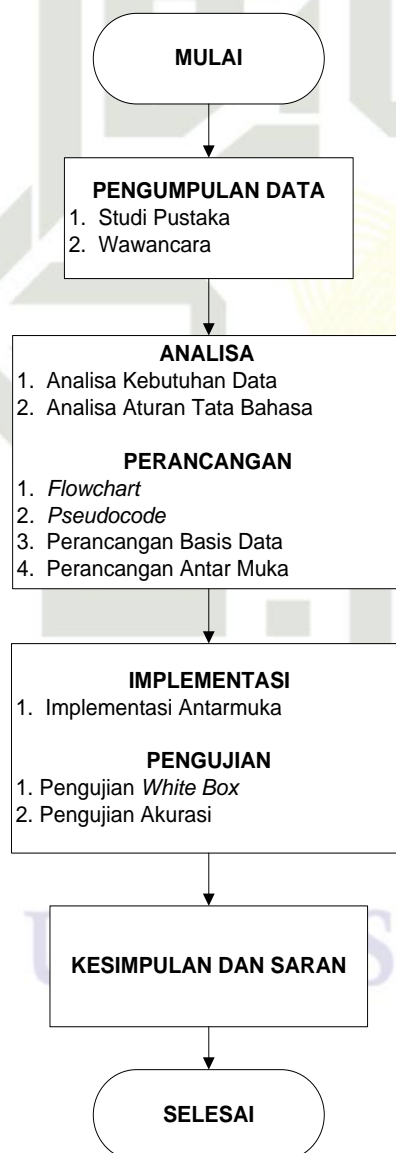 MULAI
PENGUMPULAN DATA
1. Studi Pustaka
2. Wawancara
ANALISA
1. Analisa Kebutuhan Data
2. Analisa Aturan Tata Bahasa
PERANCANGAN
1. Flowchart
2. Pseudocode
3. Perancangan Basis Data
4. Perancangan Antar Muka
IMPLEMENTASI
1. Implementasi Antarmuka
PENGUJIAN
1. Pengujian White Box
2. Pengujian Akurasi
KESIMPULAN DAN SARAN
SELESAI